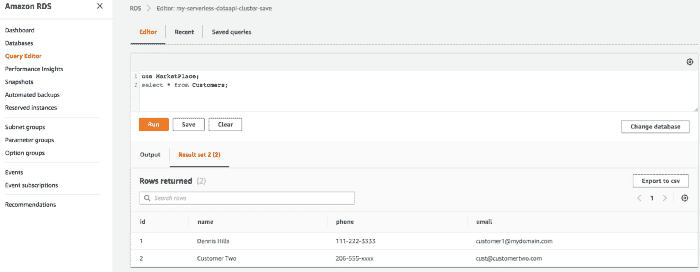 Amazon RDS
Dashboard
Databases
Query Editor
Performance Insights
Snapshots
Automated backups
Reserved instances
Subnet groups
Parameter groups
Option groups
Events
Event subscriptions
Recommendations
RDS > Editor: my-serverless-dataapi-cluster-save
Editor Recent Saved queries
1 use MarketPlace;
2 select * from Customers;
Run Save Clear Change database
Output Result set 2 (2)
Rows returned (2) Export to csv
Search rows 1
id name phone email
1 Dennis Hills 111-222-3333 customer1@mydomain.com
2 Customer Two 206-555-xxxx cust@customertwo.com